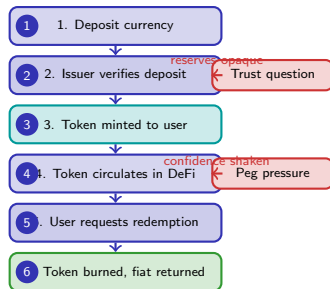 1
1. Deposit currency
reserves opaque
2
2. Issuer verifies deposit
Trust question
3
3. Token minted to user
confidence shaken
4
4. Token circulates in DeFi
Peg pressure
5
. User requests redemption
6
Token burned, fiat returned